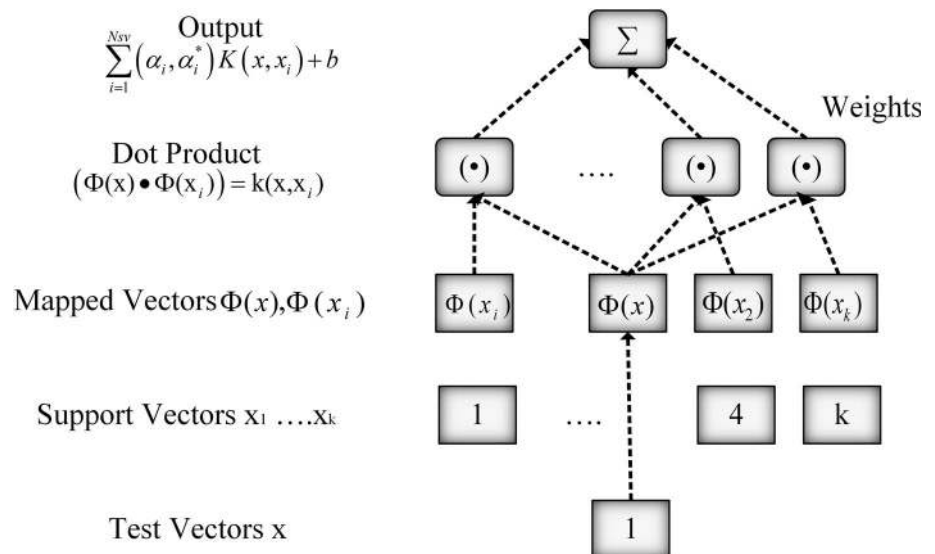 Output
∑
Nsv
∑ (αᵢ, αᵢ*) K(x, xᵢ) + b
i=1
Weights
Dot Product
(Φ(x)•Φ(xᵢ)) = k(x,xᵢ)
(•) .... (•) (•)
Mapped Vectors Φ(x),Φ(xᵢ)
Φ(xᵢ) Φ(x) Φ(x₂) Φ(xₖ)
Support Vectors x₁ ....xₖ
1 .... 4 k
Test Vectors x
1